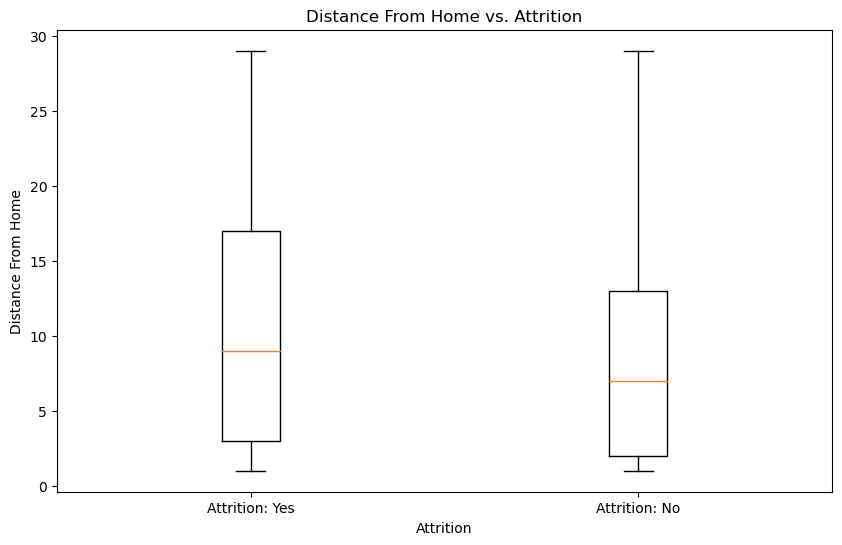 Distance From Home vs. Attrition
Distance From Home
30
25
20
15
10
5
0
Attrition: Yes
Attrition: No
Attrition